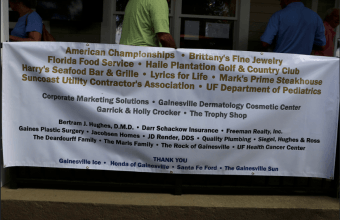 American Championships • Brittany's Fine Jewelry
Florida Food Service • Haile Plantation Golf & Country Club
Harry's Seafood Bar & Grille • Lyrics for Life • Mark's Prime Steakhouse
Suncoast Utility Contractor's Association • UF Department of Pediatrics
Corporate Marketing Solutions • Gainesville Dermatology Cosmetic Center
Garrick & Holly Crocker • The Trophy Shop
Bertram J. Hughes, D.M.D. • Darr Schackow Insurance • Freeman Realty, Inc.
Gaines Plastic Surgery • Jacobsen Homes • JD Render, DDS • Quality Plumbing • Siegel, Hughes & Ross
The Deardourff Family • The Maris Family • The Rock of Gainesville • UF Health Cancer Center
THANK YOU
Gainesville Ice • Honda of Gainesville • Santa Fe Ford • The Gainesville Sun